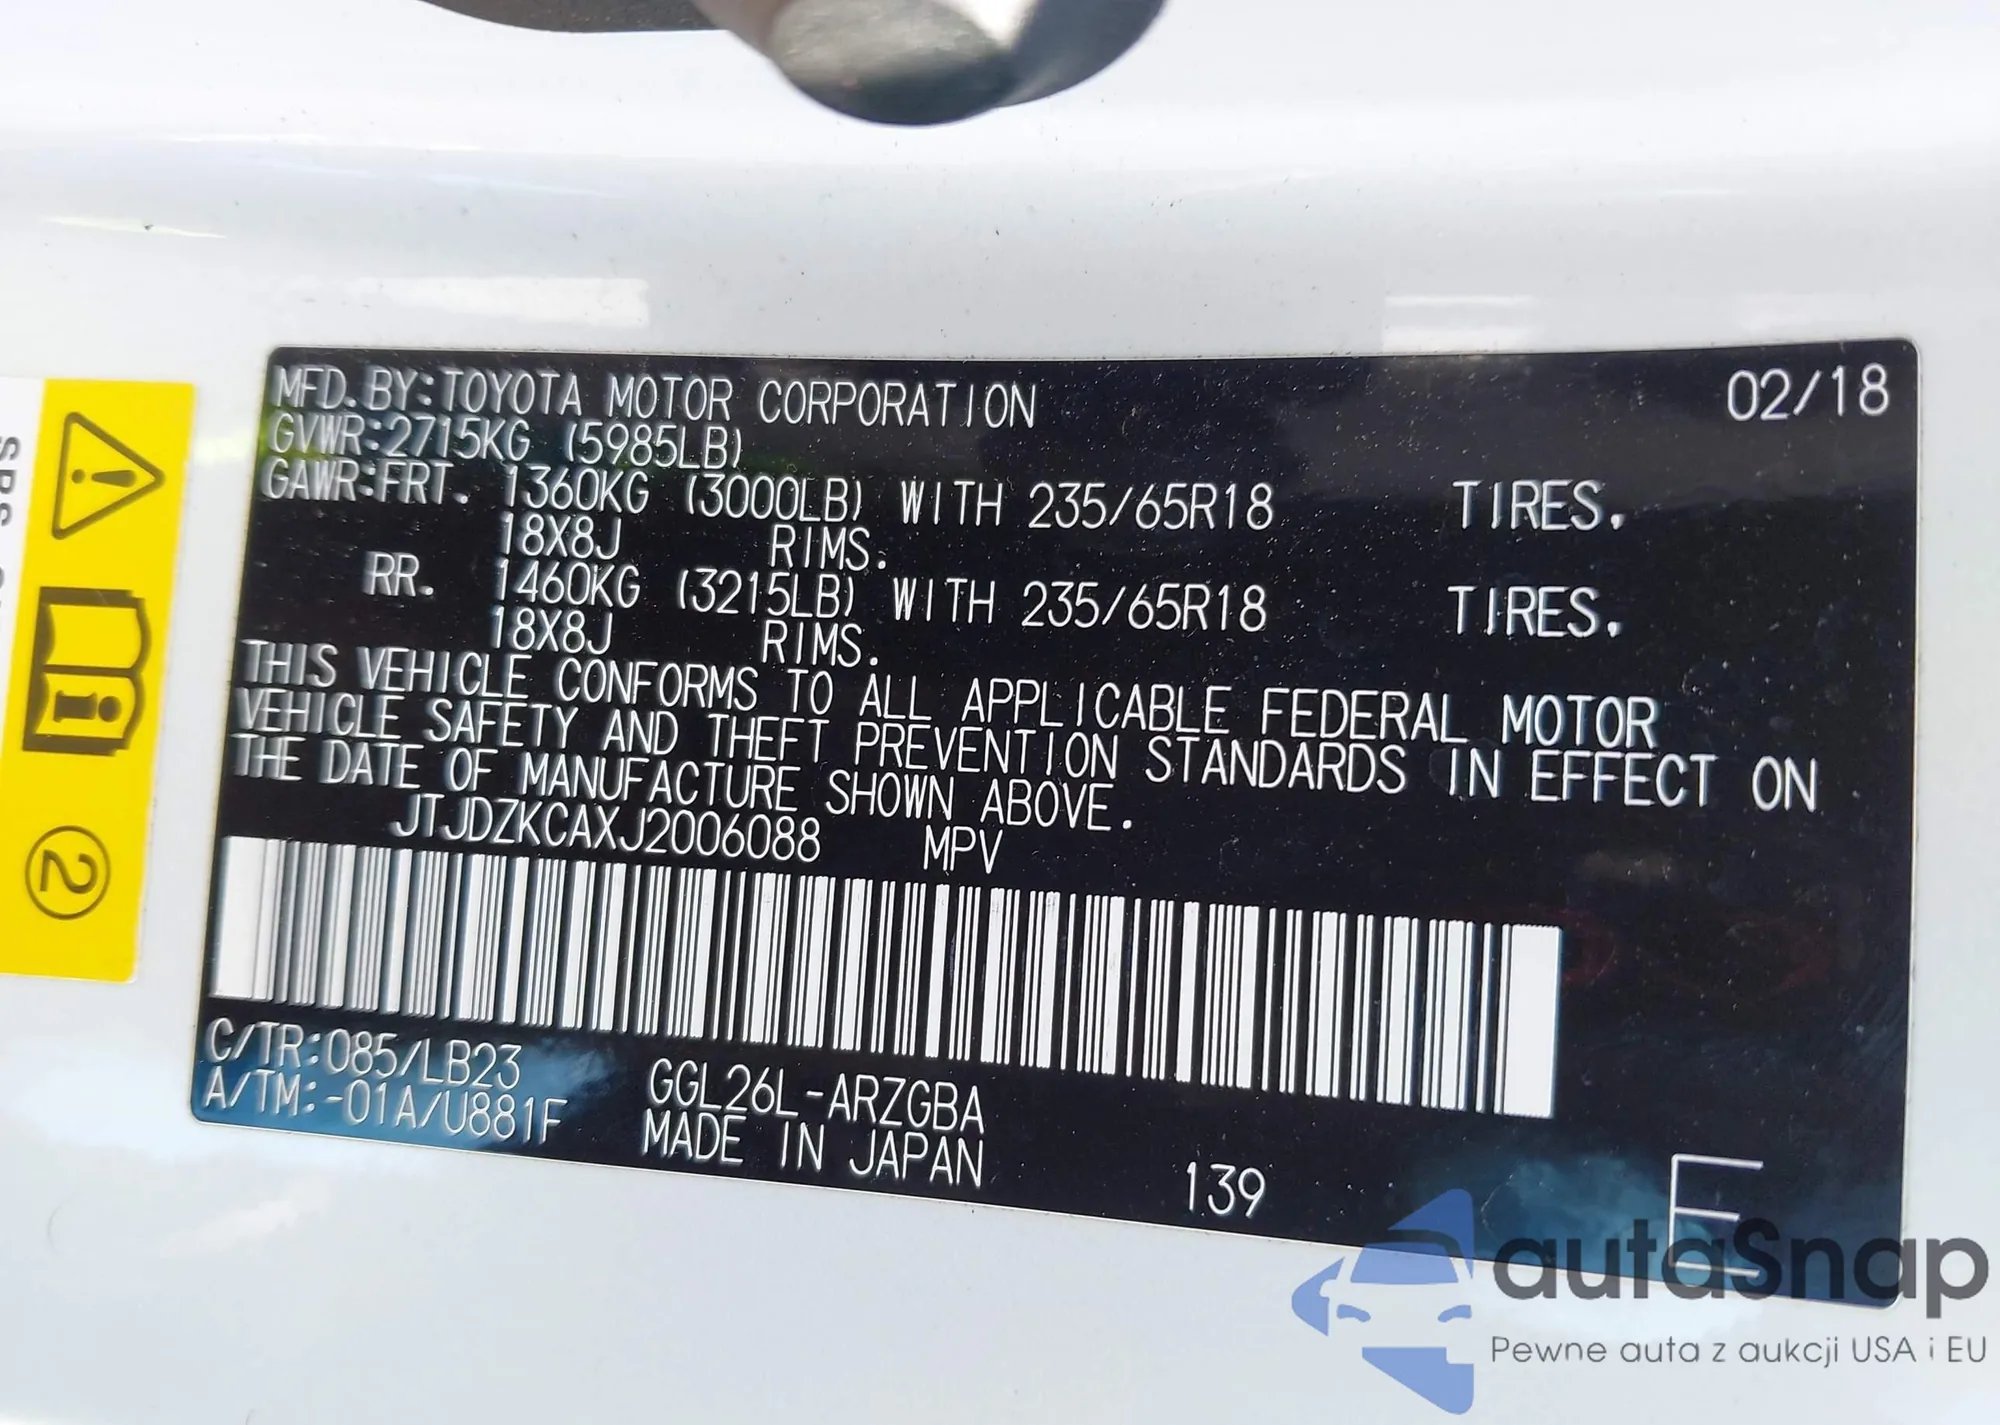 MFD.BY:TOYOTA MOTOR CORPORATION 02/18
GVWR:2715KG (5985LB)
GAWR:FRT. 1360KG (3000LB) WITH 235/65R18 TIRES.
18X8J RIMS.
RR. 1460KG (3215LB) WITH 235/65R18 TIRES.
18X8J RIMS.
THIS VEHICLE CONFORMS TO ALL APPLICABLE FEDERAL MOTOR
VEHICLE SAFETY AND THEFT PREVENTION STANDARDS IN EFFECT ON
THE DATE OF MANUFACTURE SHOWN ABOVE.
JTJDZKCAXJ2006088 MPV
C/TR:085/LB23
A/TM:-01A/U881F
GGL26L-ARZGBA
MADE IN JAPAN
139
E
2
autaSnap
Pewne auta z aukcji USA i EU